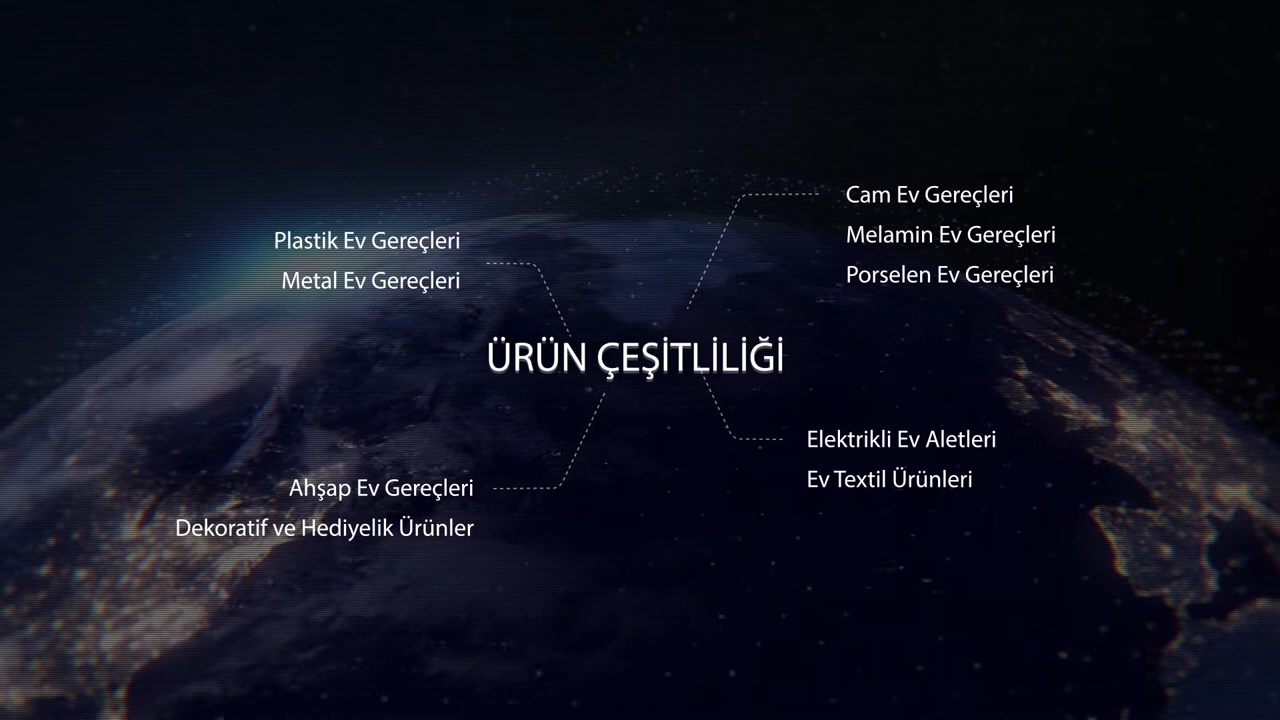 Plastik Ev Gereçleri
Metal Ev Gereçleri
Cam Ev Gereçleri
Melamin Ev Gereçleri
Porselen Ev Gereçleri
ÜRÜN ÇEŞİTLİLİĞİ
Ahşap Ev Gereçleri
Dekoratif ve Hediyelik Ürünler
Elektrikli Ev Aletleri
Ev Textil Ürünleri